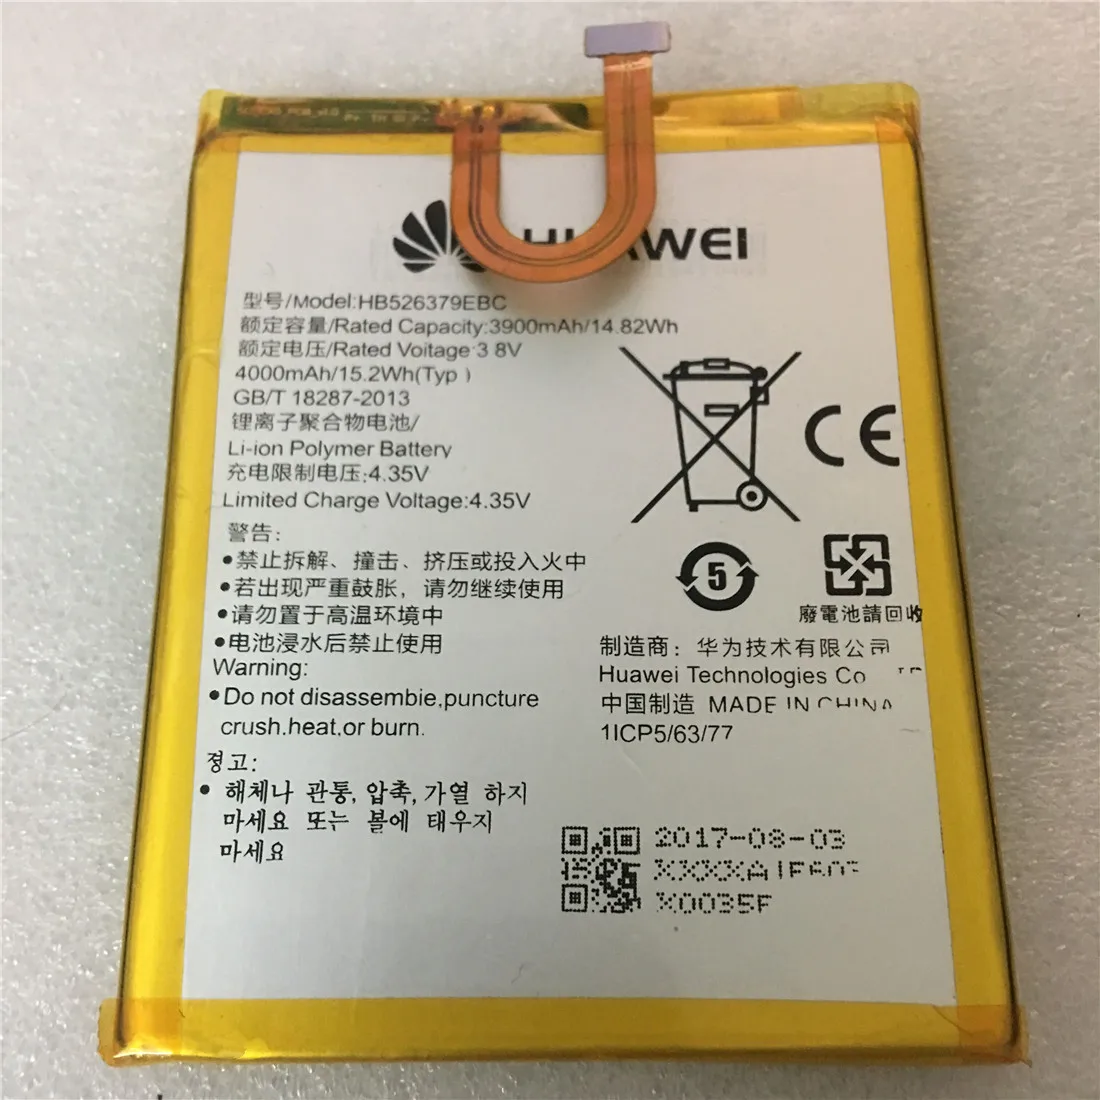 HUAWEI
型号/Model:HB526379EBC
额定容量/Rated Capacity:3900mAh/14.82Wh
额定电压/Rated Voitage:3 8V
4000mAh/15.2Wh(Typ )
GB/T 18287-2013
锂离子聚合物电池/
Li-ion Polymer Battery
充电限制电压:4.35V
Limited Charge Voltage:4.35V
警告:
•禁止拆解、撞击、挤压或投入火中
•若出现严重鼓胀，请勿继续使用
•请勿置于高温环境中
•电池浸水后禁止使用
Warning:
•Do not disassembie,puncture
crush.heat,or burn.
경고:
• 해체나 관통, 압축, 가열 하지
마세요 또는 불에 태우지
마세요
CE
5
廢電池請回收
制造商：华为技术有限公司
Huawei Technologies Co
中国制造 MADE IN CHINA
1ICP5/63/77
2017-08-03
X0035F